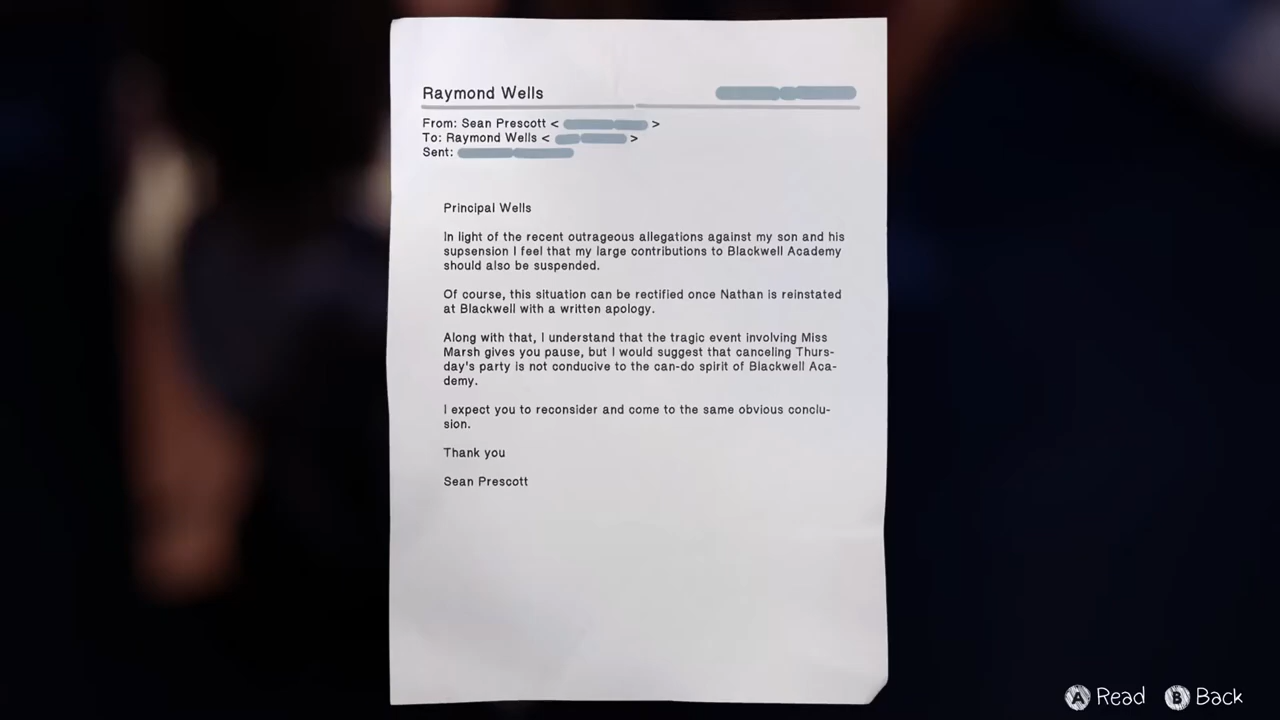 Raymond Wells
From: Sean Prescott < >
To: Raymond Wells < >
Sent:
Principal Wells
In light of the recent outrageous allegations against my son and his
supsension I feel that my large contributions to Blackwell Academy
should also be suspended.
Of course, this situation can be rectified once Nathan is reinstated
at Blackwell with a written apology.
Along with that, I understand that the tragic event involving Miss
Marsh gives you pause, but I would suggest that canceling Thurs-
day's party is not conducive to the can-do spirit of Blackwell Aca-
demy.
I expect you to reconsider and come to the same obvious conclu-
sion.
Thank you
Sean Prescott
A Read B Back